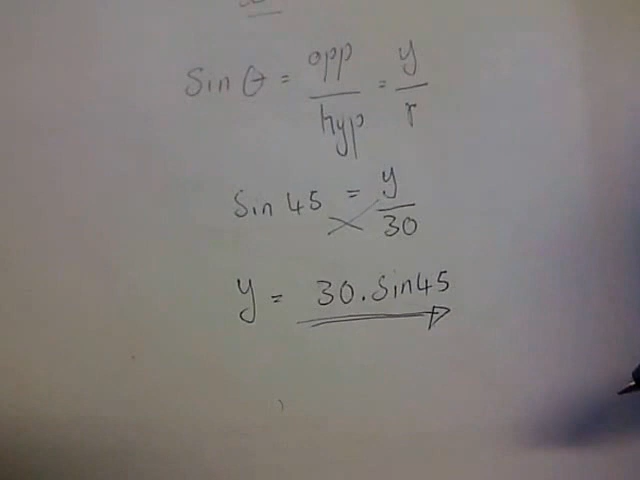 Sin θ = opp/hyp = y/r
Sin 45 = y/30
y = 30 . Sin45